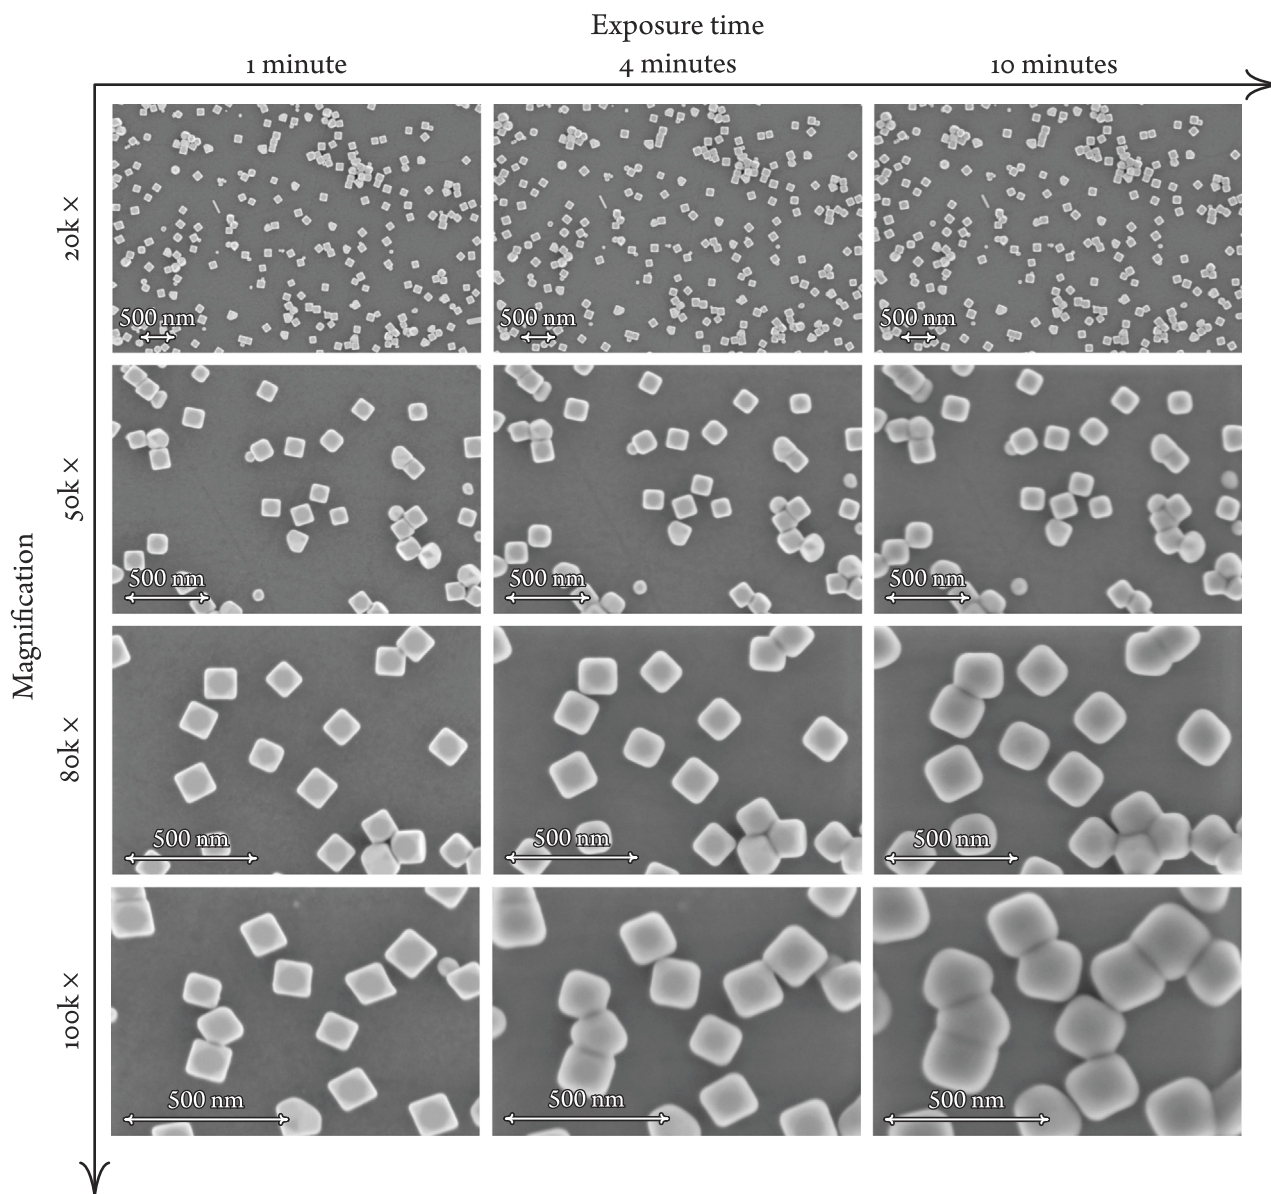 Exposure time
1 minute 4 minutes 10 minutes
Magnification
20k ×
500 nm 500 nm 500 nm
50k ×
500 nm 500 nm 500 nm
80k ×
500 nm 500 nm 500 nm
100k ×
500 nm 500 nm 500 nm